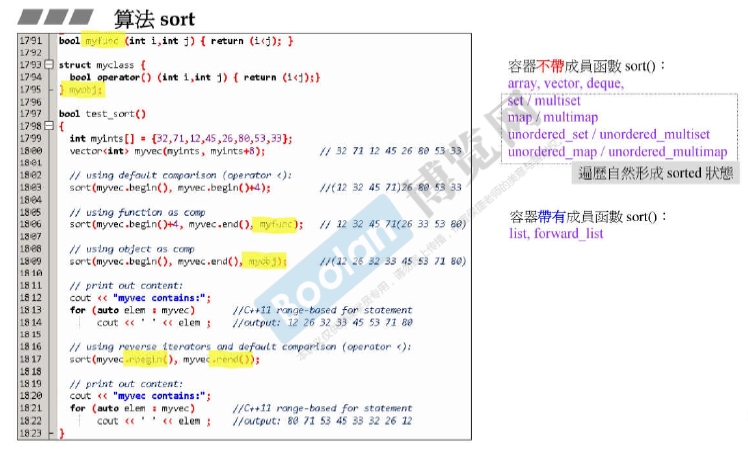 算法 sort
1791 bool myfunc (int i,int j) { return (i<j); }
1792
1793 struct myclass {
1794 bool operator() (int i,int j) { return (i<j);}
1795 } myobj;
1796
1797 bool test_sort()
1798 {
1799 int myints[] = {32,71,12,45,26,80,53,33};
1800 vector<int> myvec(myints, myints+8); // 32 71 12 45 26 80 53 33
1801
1802 // using default comparison (operator <):
1803 sort(myvec.begin(), myvec.begin()+4); //(12 32 45 71)26 80 53 33
1804
1805 // using function as comp
1806 sort(myvec.begin()+4, myvec.end(), myfunc); // 12 32 45 71(26 33 53 80)
1807
1808 // using object as comp
1809 sort(myvec.begin(), myvec.end(), myobj); //(12 26 32 33 45 53 71 80)
1810
1811 // print out content:
1812 cout << "myvec contains:";
1813 for (auto elem : myvec) //C++11 range-based for statement
1814 cout << ' ' << elem ; //output: 12 26 32 33 45 53 71 80
1815
1816 // using reverse iterators and default comparison (operator <):
1817 sort(myvec.rbegin(), myvec.rend());
1818
1819 // print out content:
1820 cout << "myvec contains:";
1821 for (auto elem : myvec) //C++11 range-based for statement
1822 cout << ' ' << elem ; //output: 80 71 53 45 33 32 26 12
1823 }
容器不帶成員函數 sort()：
array, vector, deque,
set / multiset
map / multimap
unordered_set / unordered_multiset
unordered_map / unordered_multimap
遍歷自然形成 sorted 狀態
容器帶有成員函數 sort()：
list, forward_list
Boolan 博览网